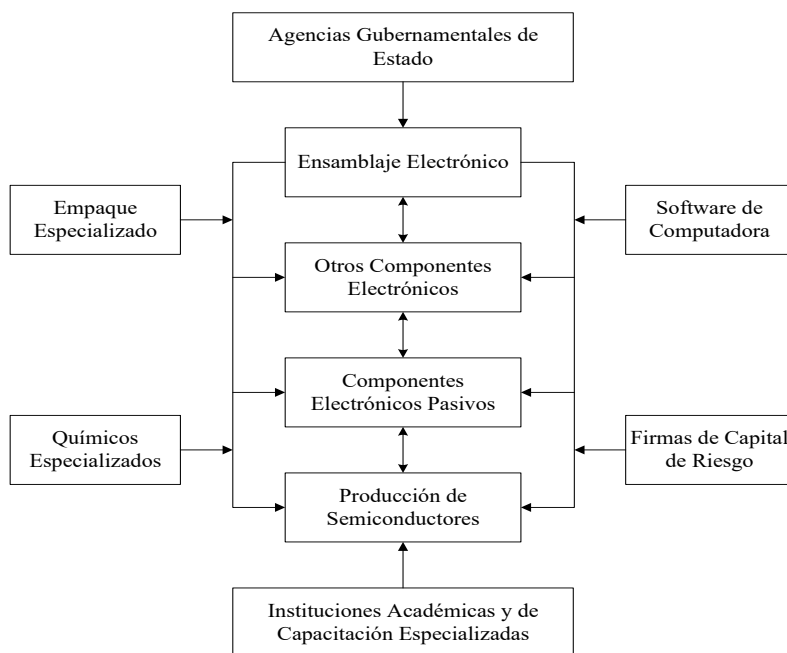 Agencias Gubernamentales de
Estado
Ensamblaje Electrónico
Empaque
Especializado
Software de
Computadora
Otros Componentes
Electrónicos
Componentes
Electrónicos Pasivos
Químicos
Especializados
Firmas de Capital
de Riesgo
Producción de
Semiconductores
Instituciones Académicas y de
Capacitación Especializadas